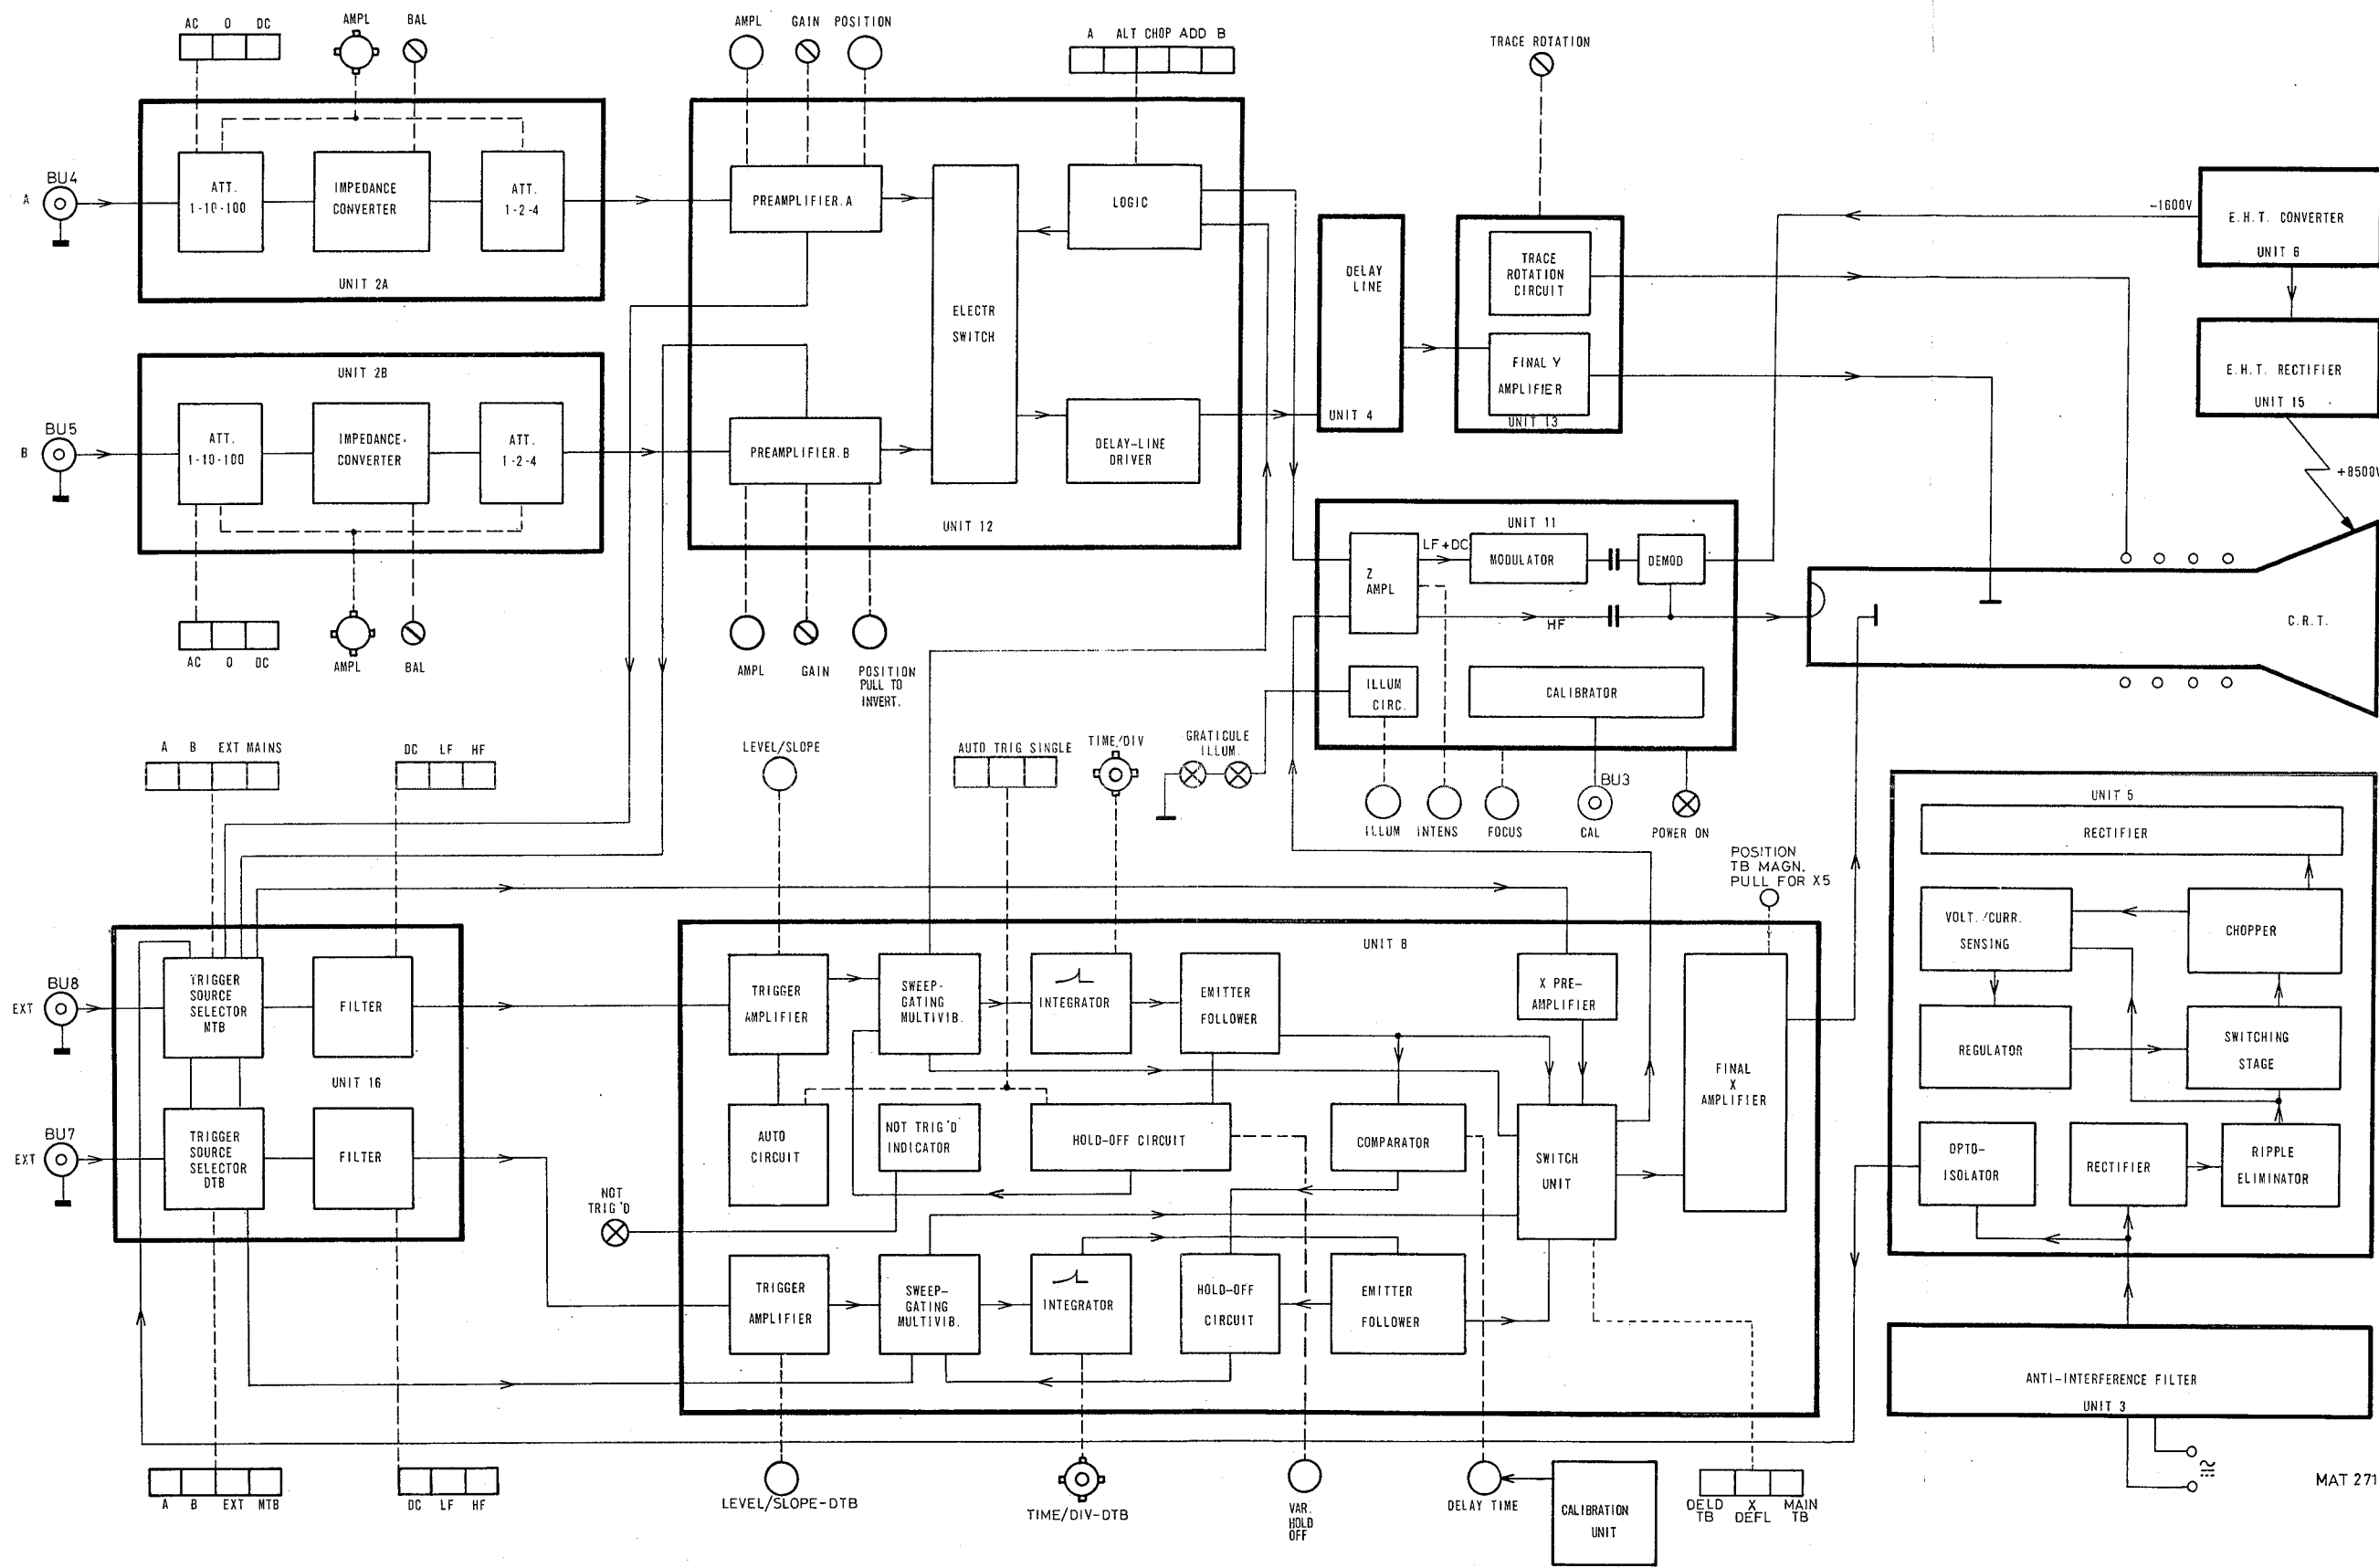 AC O DC
AMPL
BAL
AMPL
GAIN
POSITION
A ALT CHOP ADD B
TRACE ROTATION
BU4
A
ATT.
1-10-100
IMPEDANCE
CONVERTER
ATT.
1-2-4
UNIT 2A
PREAMPLIFIER.A
ELECTR
SWITCH
LOGIC
DELAY
LINE
UNIT 4
TRACE
ROTATION
CIRCUIT
FINAL Y
AMPLIFIER
UNIT 13
-1600V
E.H.T. CONVERTER
UNIT 6
E.H.T. RECTIFIER
UNIT 15
+8500V
UNIT 2B
BU5
B
ATT.
1-10-100
IMPEDANCE.
CONVERTER
ATT.
1-2-4
PREAMPLIFIER.B
DELAY-LINE
DRIVER
UNIT 12
AC O DC
AMPL
BAL
AMPL
GAIN
POSITION
PULL TO
INVERT.
UNIT 11
Z
AMPL
LF+DC
MODULATOR
DEMOD
HF
ILLUM
CIRC.
CALIBRATOR
C.R.T.
GRATICULE
ILLUM.
ILLUM
INTENS
FOCUS
BU3
CAL
POWER ON
A B EXT MAINS
DC LF HF
LEVEL/SLOPE
AUTO TRIG SINGLE
TIME/DIV
POSITION
TB MAGN.
PULL FOR X5
UNIT 5
RECTIFIER
VOLT./CURR.
SENSING
CHOPPER
REGULATOR
SWITCHING
STAGE
OPTO-
ISOLATOR
RECTIFIER
RIPPLE
ELIMINATOR
BU8
EXT
TRIGGER
SOURCE
SELECTOR
MTB
FILTER
UNIT 16
BU7
EXT
TRIGGER
SOURCE
SELECTOR
DTB
FILTER
UNIT 8
TRIGGER
AMPLIFIER
SWEEP-
GATING
MULTIVIB.
INTEGRATOR
EMITTER
FOLLOWER
X PRE-
AMPLIFIER
FINAL
X
AMPLIFIER
AUTO
CIRCUIT
NOT TRIG'D
INDICATOR
HOLD-OFF CIRCUIT
COMPARATOR
SWITCH
UNIT
NOT
TRIG'D
TRIGGER
AMPLIFIER
SWEEP-
GATING
MULTIVIB.
INTEGRATOR
HOLD-OFF
CIRCUIT
EMITTER
FOLLOWER
ANTI-INTERFERENCE FILTER
UNIT 3
A B EXT MTB
DC LF HF
LEVEL/SLOPE-DTB
TIME/DIV-DTB
VAR.
HOLD
OFF
DELAY TIME
CALIBRATION
UNIT
DEL'D
TB
X
DEFL
MAIN
TB
MAT 271